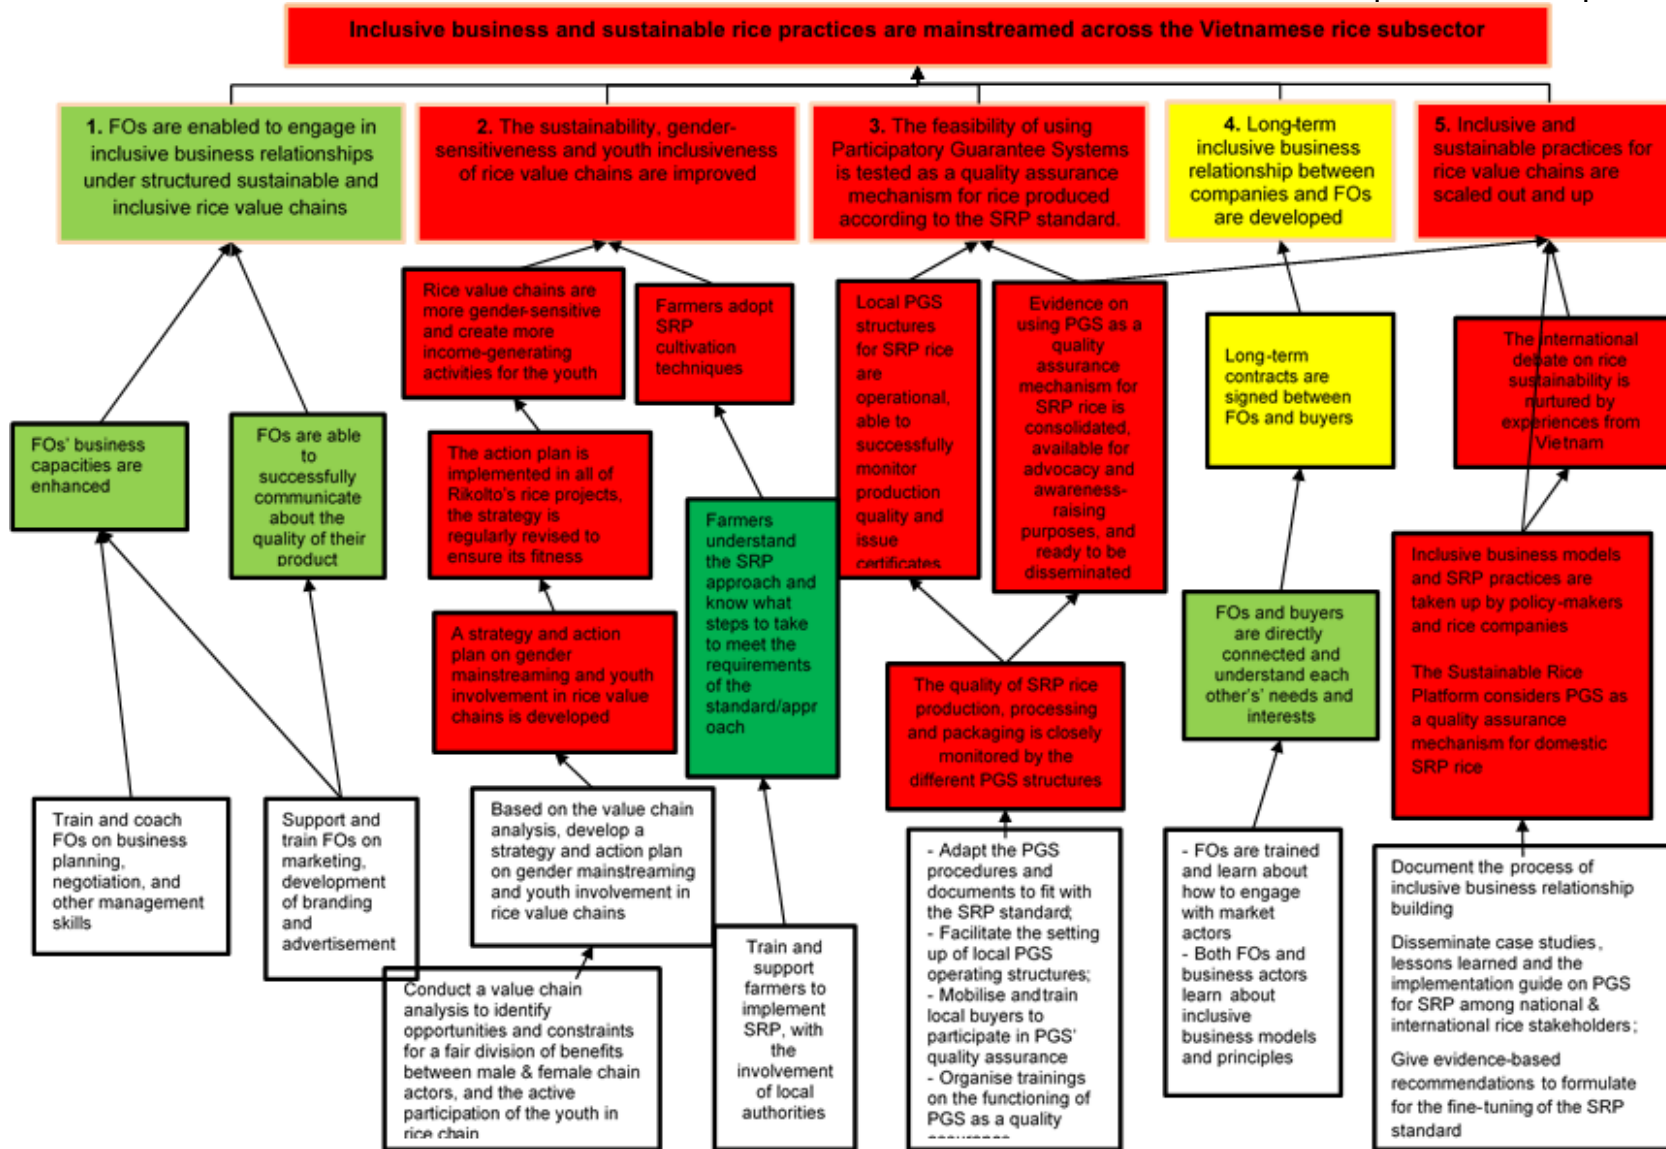 Inclusive business and sustainable rice practices are mainstreamed across the Vietnamese rice subsector
1. FOs are enabled to engage in
inclusive business relationships
under structured sustainable and
inclusive rice value chains
2. The sustainability, gender-
sensitiveness and youth inclusiveness
of rice value chains are improved
3. The feasibility of using
Participatory Guarantee Systems
is tested as a quality assurance
mechanism for rice produced
according to the SRP standard.
4. Long-term
inclusive business
relationship between
companies and FOs
are developed
5. Inclusive and
sustainable practices for
rice value chains are
scaled out and up
Rice value chains are
more gender-sensitive
and create more
income-generating
activities for the youth
Farmers adopt
SRP
cultivation
techniques
Local PGS
structures
for SRP rice
are
operational,
able to
successfully
monitor
production
quality and
issue
certificates
Evidence on
using PGS as a
quality
assurance
mechanism for
SRP rice is
consolidated,
available for
advocacy and
awareness-
raising
purposes, and
ready to be
disseminated
Long-term
contracts are
signed between
FOs and buyers
The international
debate on rice
sustainability is
nurtured by
experiences from
Vietnam
FOs' business
capacities are
enhanced
FOs are able
to
successfully
communicate
about the
quality of their
product
The action plan is
implemented in all of
Rikolto's rice projects,
the strategy is
regularly revised to
ensure its fitness
Farmers
understand
the SRP
approach and
know what
steps to take
to meet the
requirements
of the
standard/appr
oach
A strategy and action
plan on gender
mainstreaming and youth
involvement in rice value
chains is developed
The quality of SRP rice
production, processing
and packaging is closely
monitored by the
different PGS structures
FOs and buyers
are directly
connected and
understand each
other's' needs and
interests
Inclusive business models
and SRP practices are
taken up by policy-makers
and rice companies
The Sustainable Rice
Platform considers PGS as
a quality assurance
mechanism for domestic
SRP rice
Train and coach
FOs on business
planning,
negotiation, and
other management
skills
Support and
train FOs on
marketing,
development
of branding
and
advertisement
Based on the value chain
analysis, develop a
strategy and action plan
on gender mainstreaming
and youth involvement in
rice value chains
Conduct a value chain
analysis to identify
opportunities and constraints
for a fair division of benefits
between male & female chain
actors, and the active
participation of the youth in
rice chain
Train and
support
farmers to
implement
SRP, with
the
involvement
of local
authorities
- Adapt the PGS
procedures and
documents to fit with
the SRP standard;
- Facilitate the setting
up of local PGS
operating structures;
- Mobilise and train
local buyers to
participate in PGS'
quality assurance
- Organise trainings
on the functioning of
PGS as a quality
- FOs are trained
and learn about
how to engage
with market
actors
- Both FOs and
business actors
learn about
inclusive
business models
and principles
Document the process of
inclusive business relationship
building
Disseminate case studies,
lessons learned and the
implementation guide on PGS
for SRP among national &
international rice stakeholders;
Give evidence-based
recommendations to formulate
for the fine-tuning of the SRP
standard